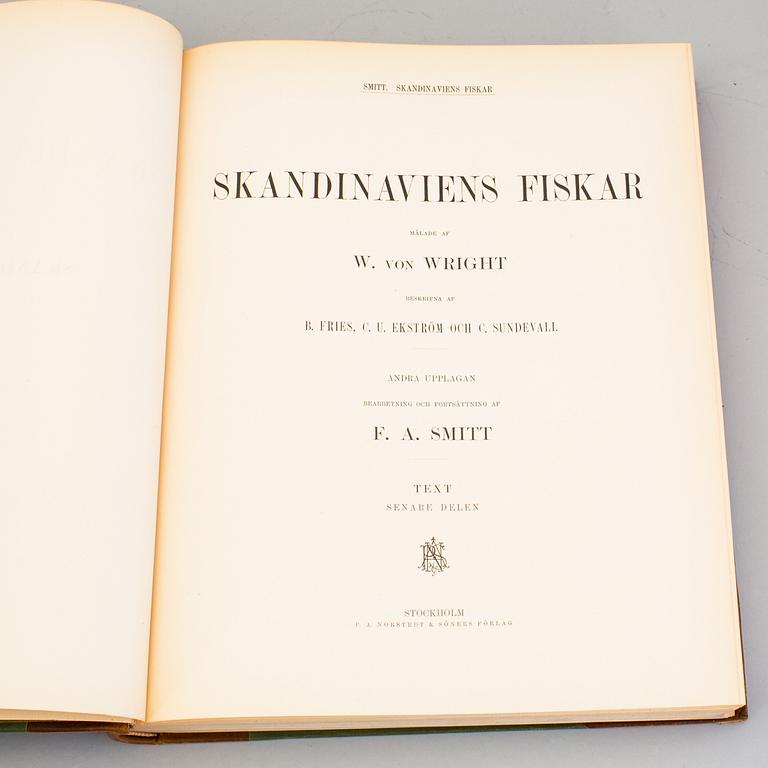 SMITT. SKANDINAVIENS FISKAR
SKANDINAVIENS FISKAR
MÅLADE AF
W. VON WRIGHT
BESKRIFNA AF
B. FRIES, C. U. EKSTRÖM OCH C. SUNDEVALL
ANDRA UPPLAGAN
BEARBETNING OCH FORTSÄTTNING AF
F. A. SMITT
TEXT
SENARE DELEN
STOCKHOLM
P. A. NORSTEDT & SÖNERS FÖRLAG